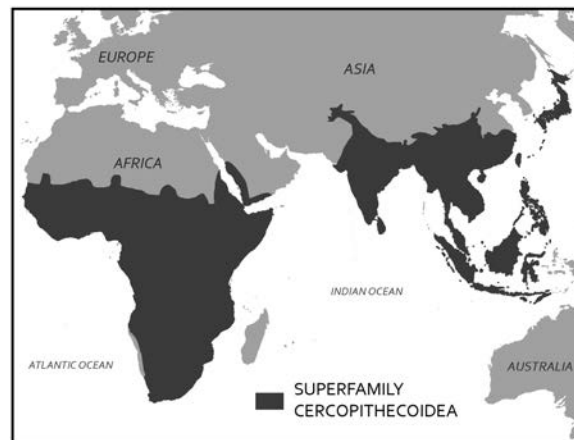 EUROPE
ASIA
AFRICA
INDIAN OCEAN
ATLANTIC OCEAN
AUSTRALIA
SUPERFAMILY
CERCOPITHECOIDEA